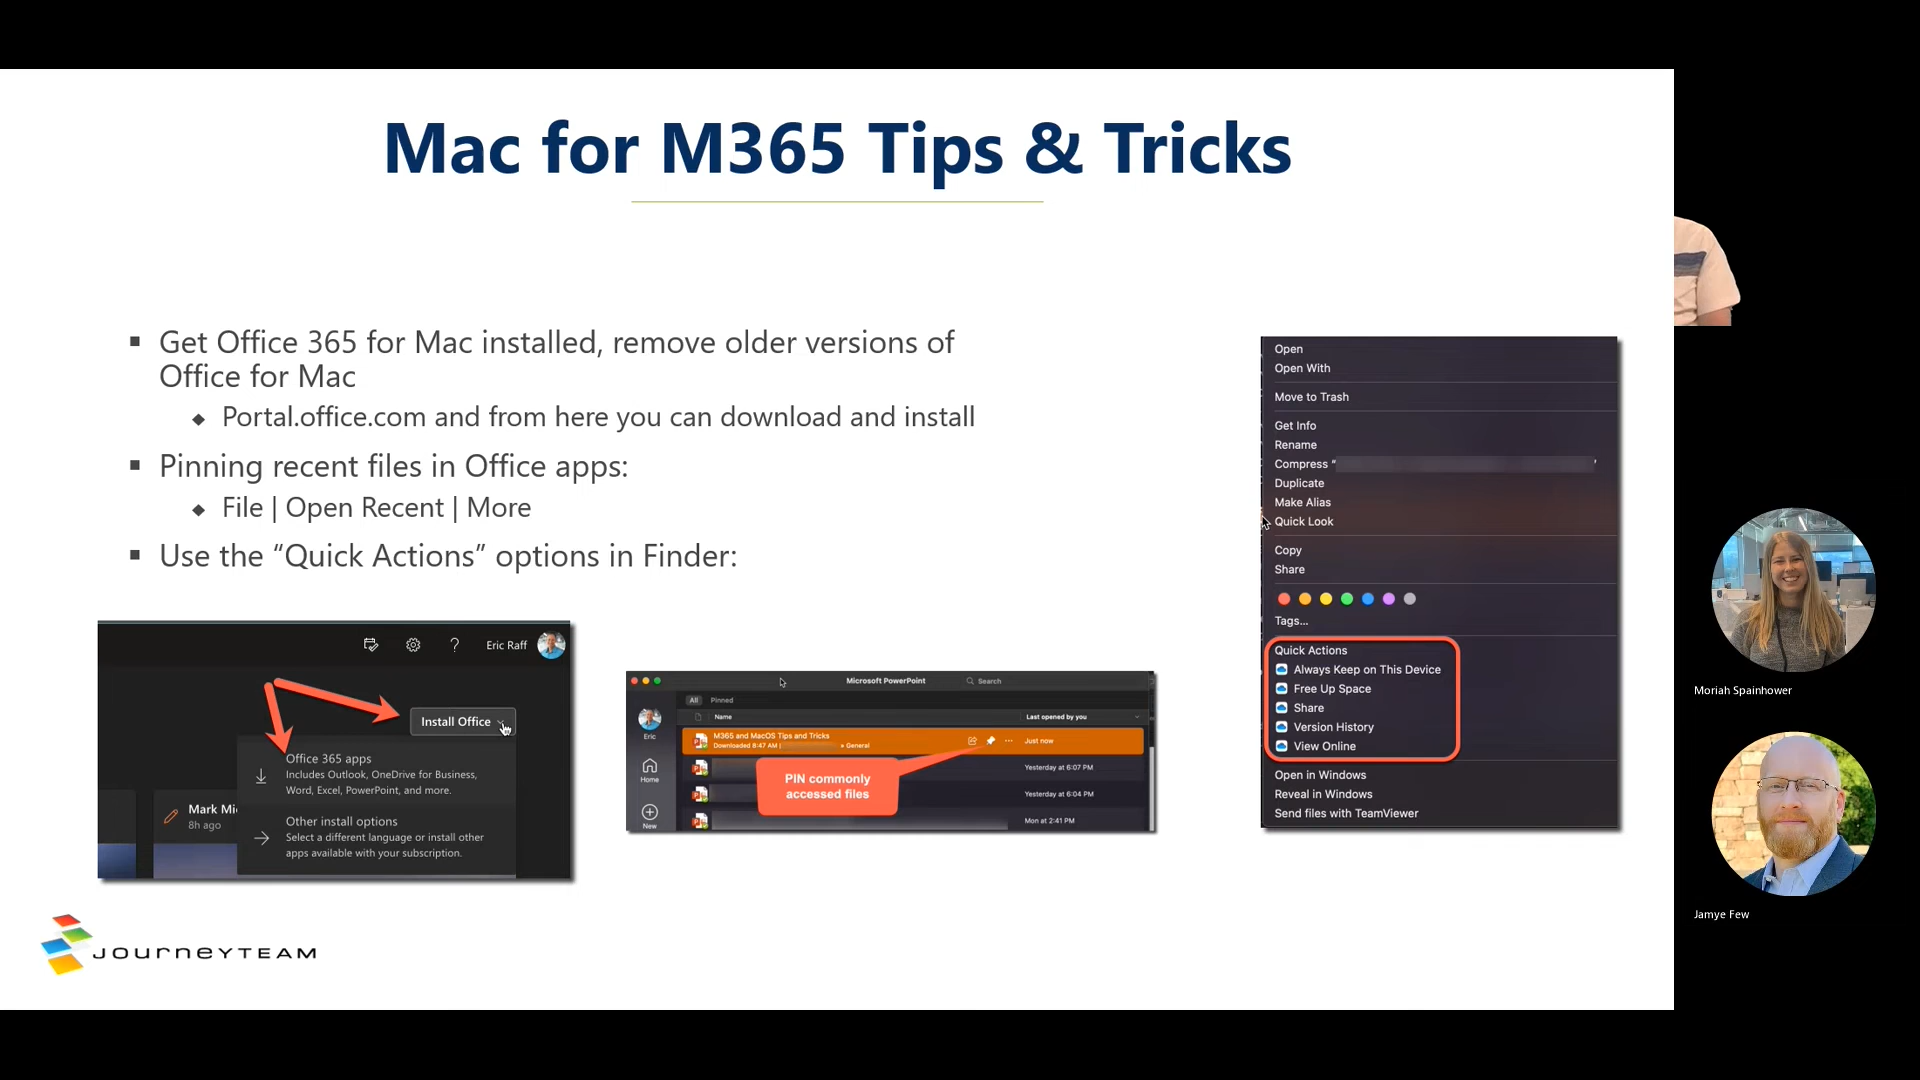 Mac for M365 Tips & Tricks
Get Office 365 for Mac installed, remove older versions of
Office for Mac
Portal.office.com and from here you can download and install
Pinning recent files in Office apps:
File | Open Recent | More
Use the “Quick Actions” options in Finder:
Eric Raff
Install Office
Office 365 apps
Includes Outlook, OneDrive for Business,
Word, Excel, PowerPoint, and more.
Mark Mi
8h ago
Other install options
Select a different language or install other
apps available with your subscription.
Microsoft PowerPoint
Search
All Pinned
Name Last opened by you
Eric
M365 and MacOS Tips and Tricks
Downloaded 8:47 AM | » General
Just now
Yesterday at 6:07 PM
Home
PIN commonly
accessed files
Yesterday at 6:04 PM
New
Mon at 2:41 PM
Open
Open With
Move to Trash
Get Info
Rename
Compress “ ”
Duplicate
Make Alias
Quick Look
Copy
Share
Tags...
Quick Actions
Always Keep on This Device
Free Up Space
Share
Version History
View Online
Open in Windows
Reveal in Windows
Send files with TeamViewer
JOURNEYTEAM
Moriah Spainhower
Jamye Few